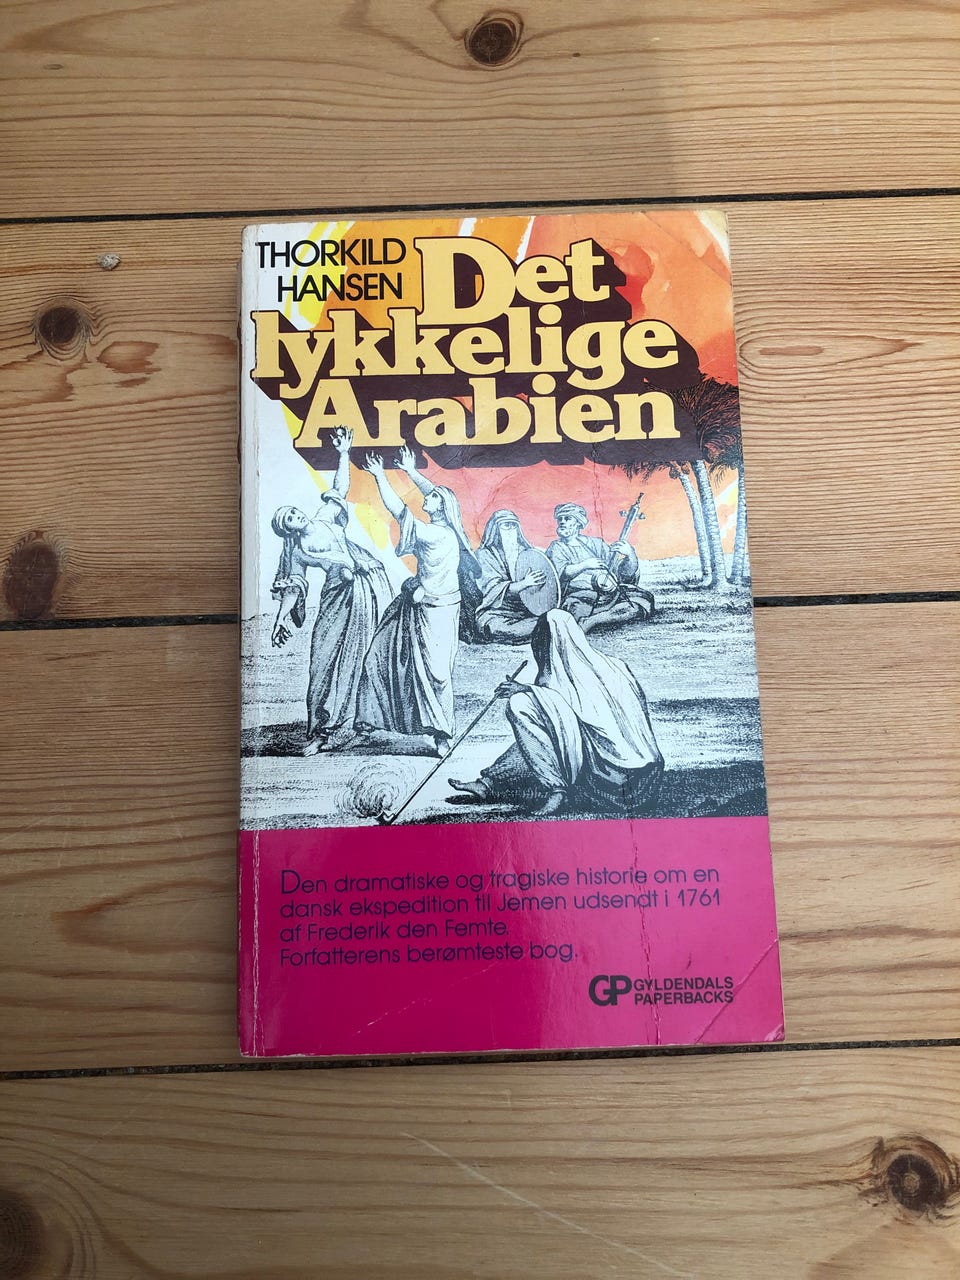 THORKILD
HANSEN
Det
lykkelige
Arabien
Den dramatiske og tragiske historie om en
dansk ekspedition til Jemen udsendt i 1761
af Frederik den Femte.
Forfatterens berømteste bog.
GP GYLDENDALS
PAPERBACKS